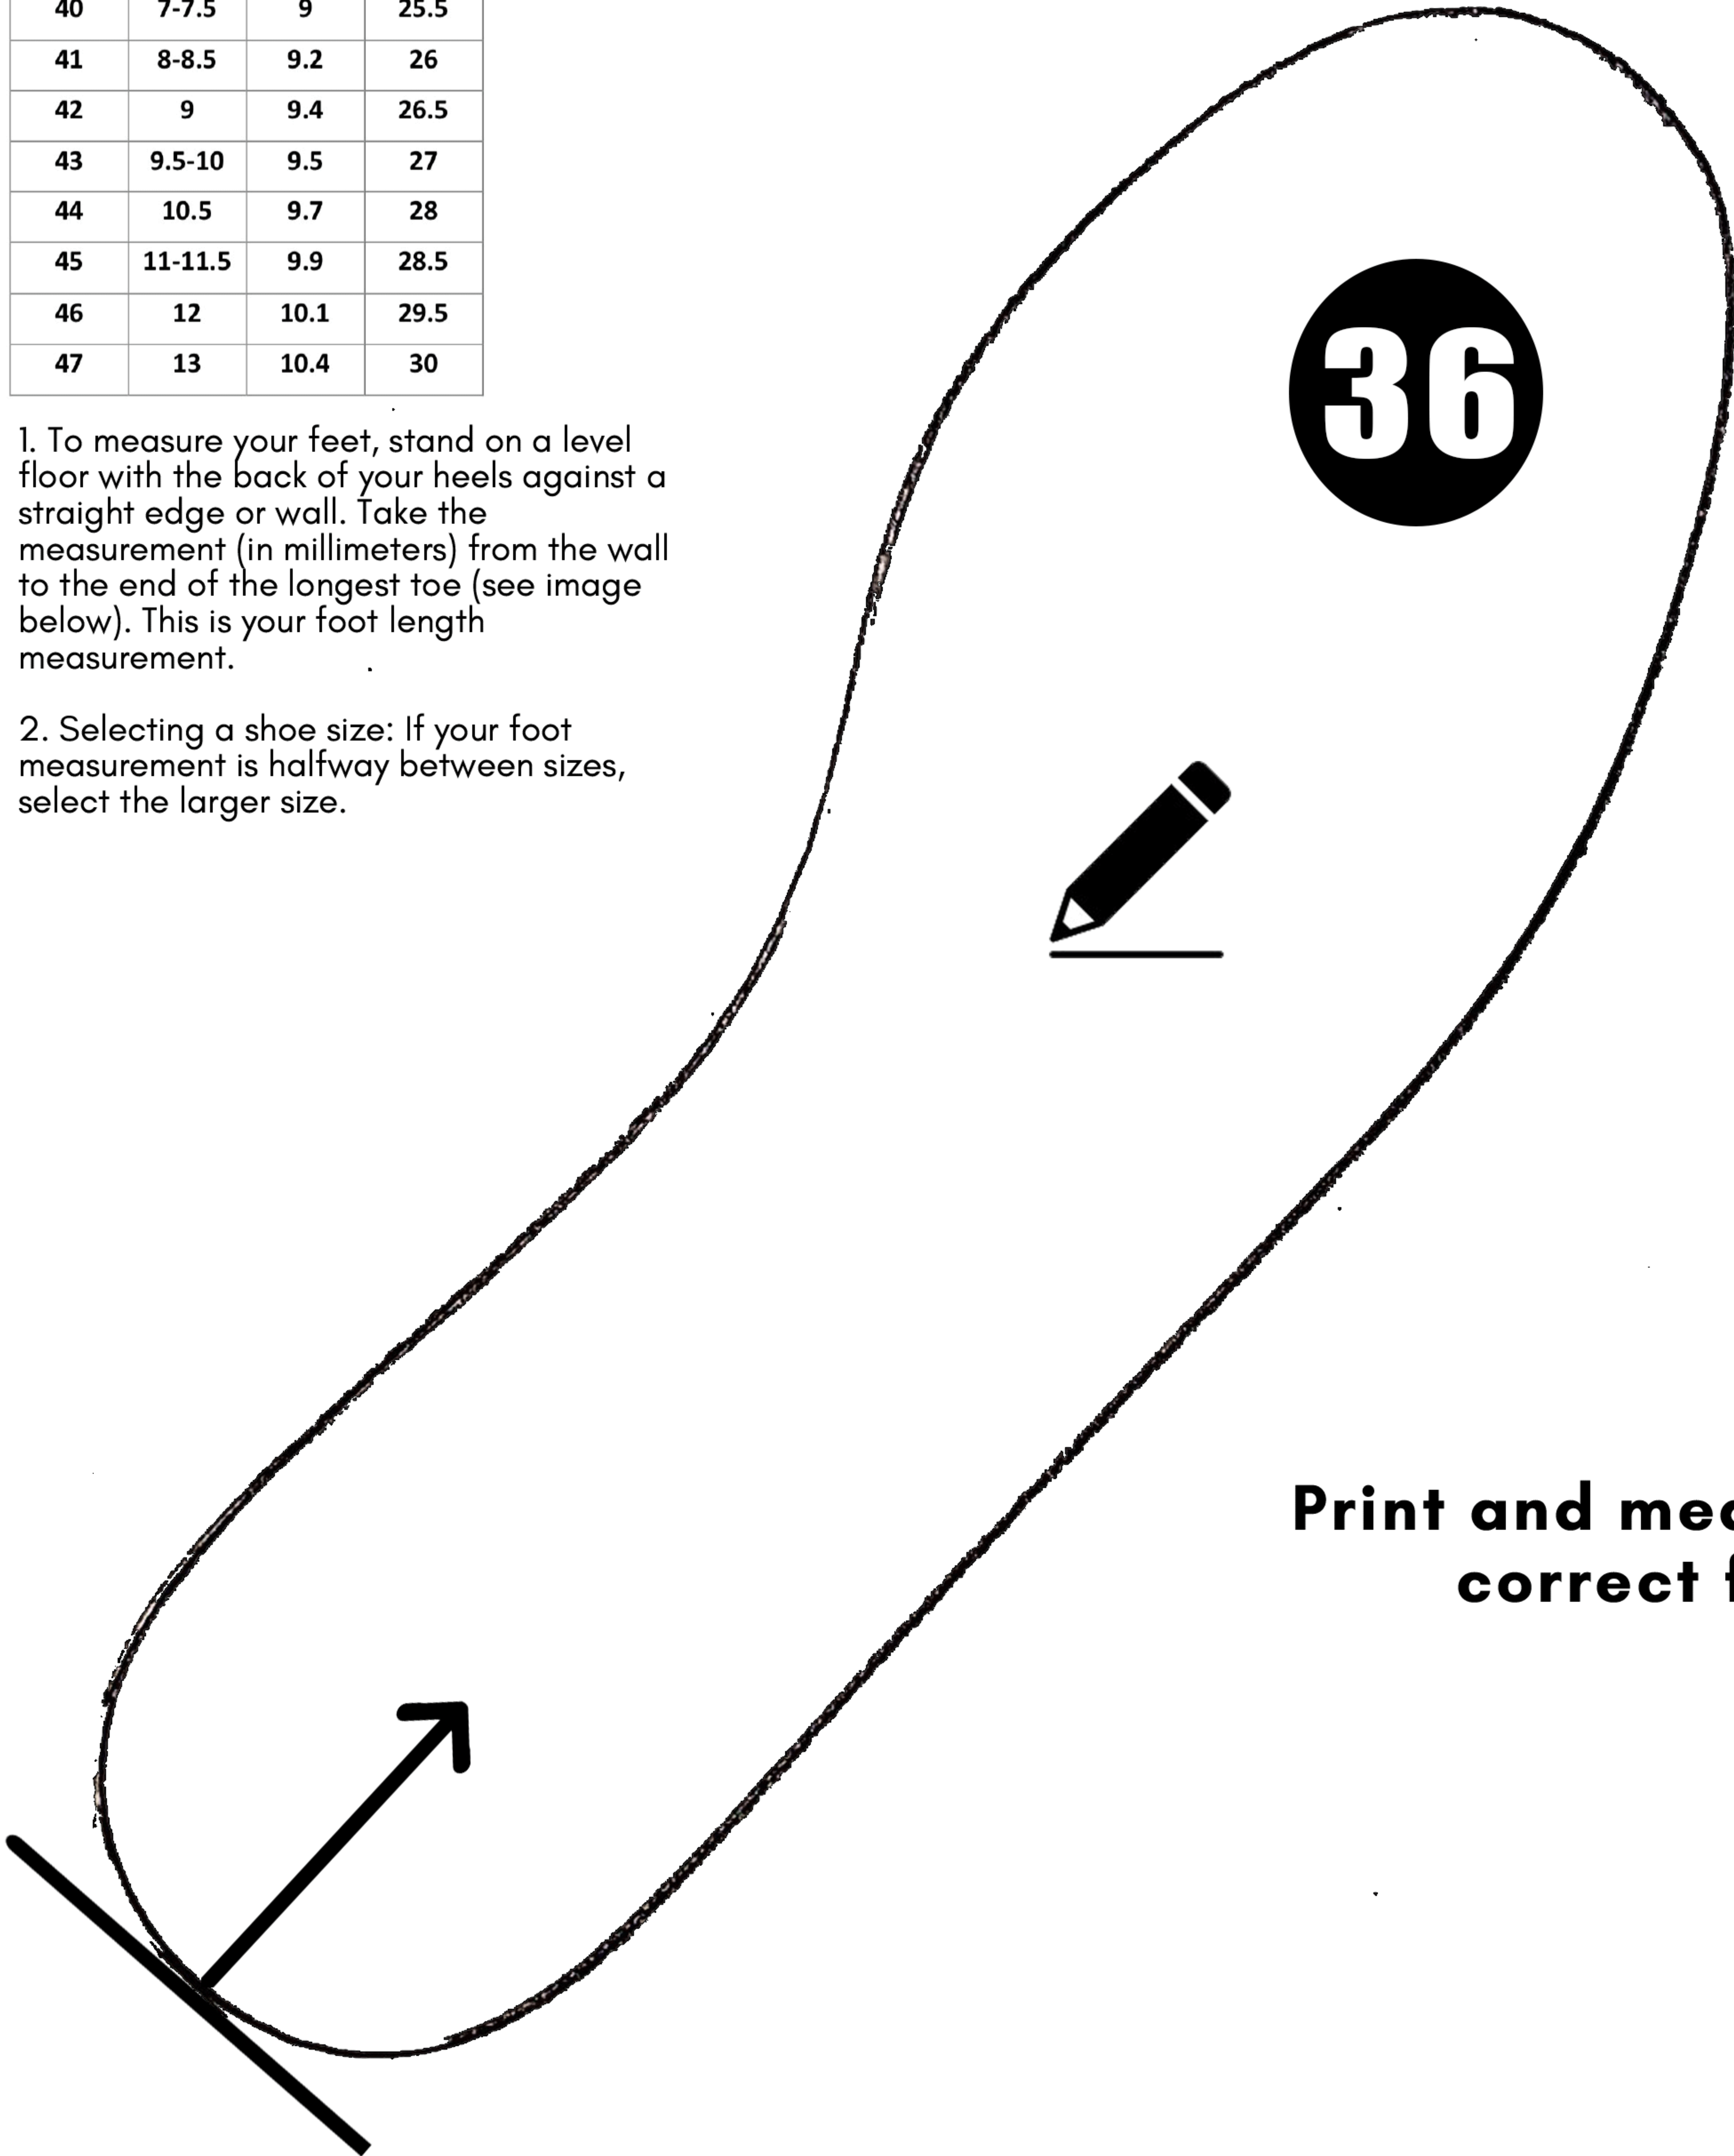 40 7-7.5 9 25.5
41 8-8.5 9.2 26
42 9 9.4 26.5
43 9.5-10 9.5 27
44 10.5 9.7 28
45 11-11.5 9.9 28.5
46 12 10.1 29.5
47 13 10.4 30
1. To measure your feet, stand on a level
floor with the back of your heels against a
straight edge or wall. Take the
measurement (in millimeters) from the wall
to the end of the longest toe (see image
below). This is your foot length
measurement.
2. Selecting a shoe size: If your foot
measurement is halfway between sizes,
select the larger size.
36
Print and
correct